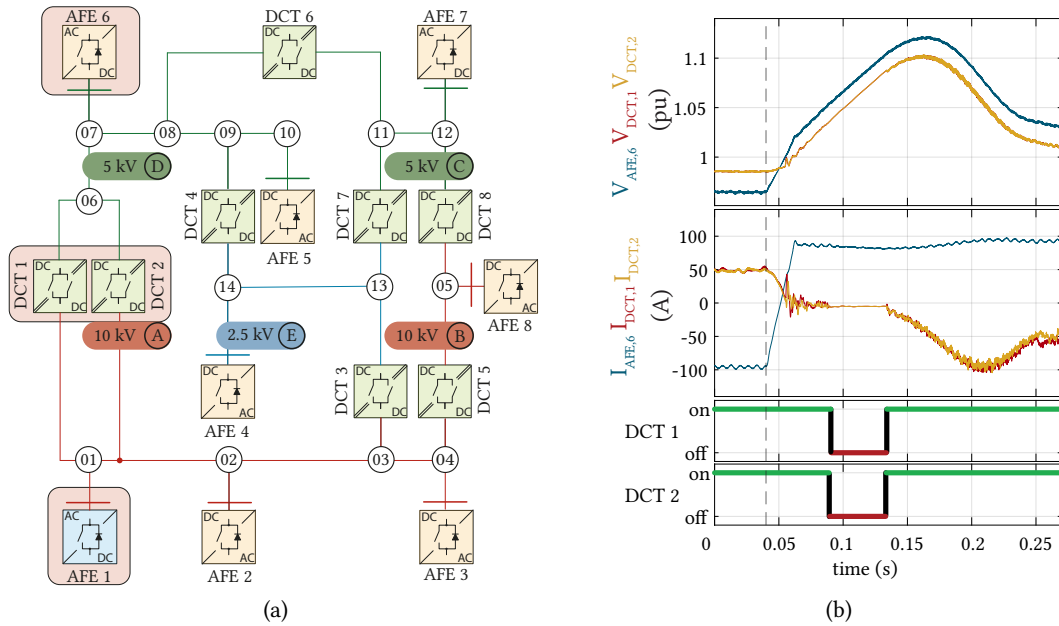 AFE 6
DCT 6
AFE 7
AC
DC
DC
DC
AC
DC
07
08
09
10
11
12
5 kV D
5 kV C
06
DCT 4
DC
DC
DC
AC
AFE 5
DCT 7
DC
DC
DC
DC
DCT 8
DCT 1
DC
DC
DC
DC
DCT 2
14
13
05
DC
AC
AFE 8
10 kV A
2.5 kV E
10 kV B
DC
AC
AFE 4
DCT 3
DC
DC
DC
DC
DCT 5
01
02
03
04
AC
DC
AFE 1
DC
AC
AFE 2
DC
AC
AFE 3
(a)
V_AFE,6 V_DCT,1 V_DCT,2
(pu)
1.1
1.05
1
I_AFE,6 I_DCT,1 I_DCT,2
(A)
100
50
0
-50
-100
DCT 1
on
off
DCT 2
on
off
0 0.05 0.1 0.15 0.2 0.25
time (s)
(b)